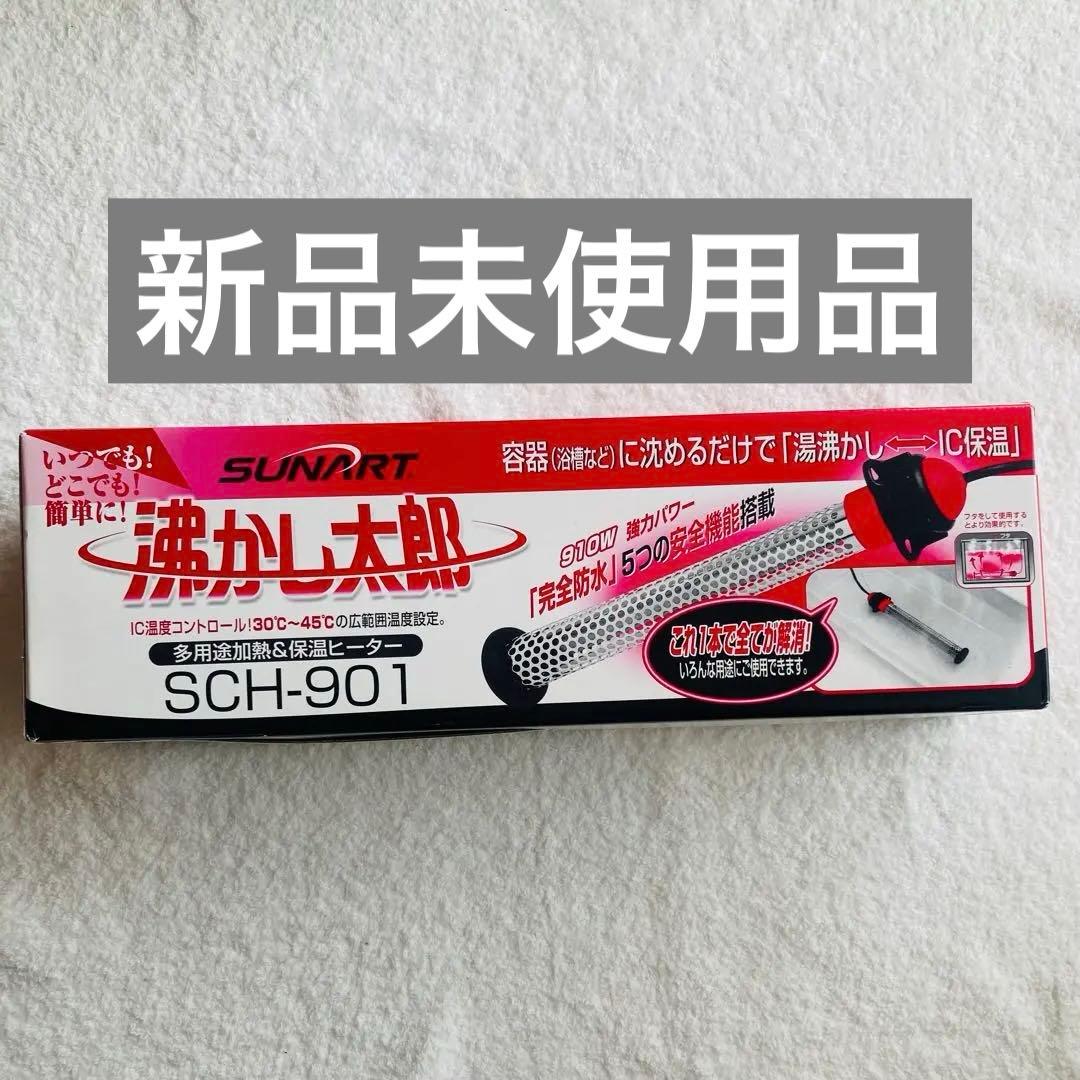 新品未使用品
いつでも!
どこでも!
簡単に!
SUNART
沸かし太郎
IC温度コントロール!30℃〜45℃の広範囲温度設定。
多用途加熱&保温ヒーター
SCH-901
容器(浴槽など)に沈めるだけで「湯沸かし⟷IC保温」
910W 強力パワー
「完全防水」5つの安全機能搭載
フタをして使用する
とより効果的です。
フタ
これ1本で全てが解消!
いろんな用途にご使用できます。